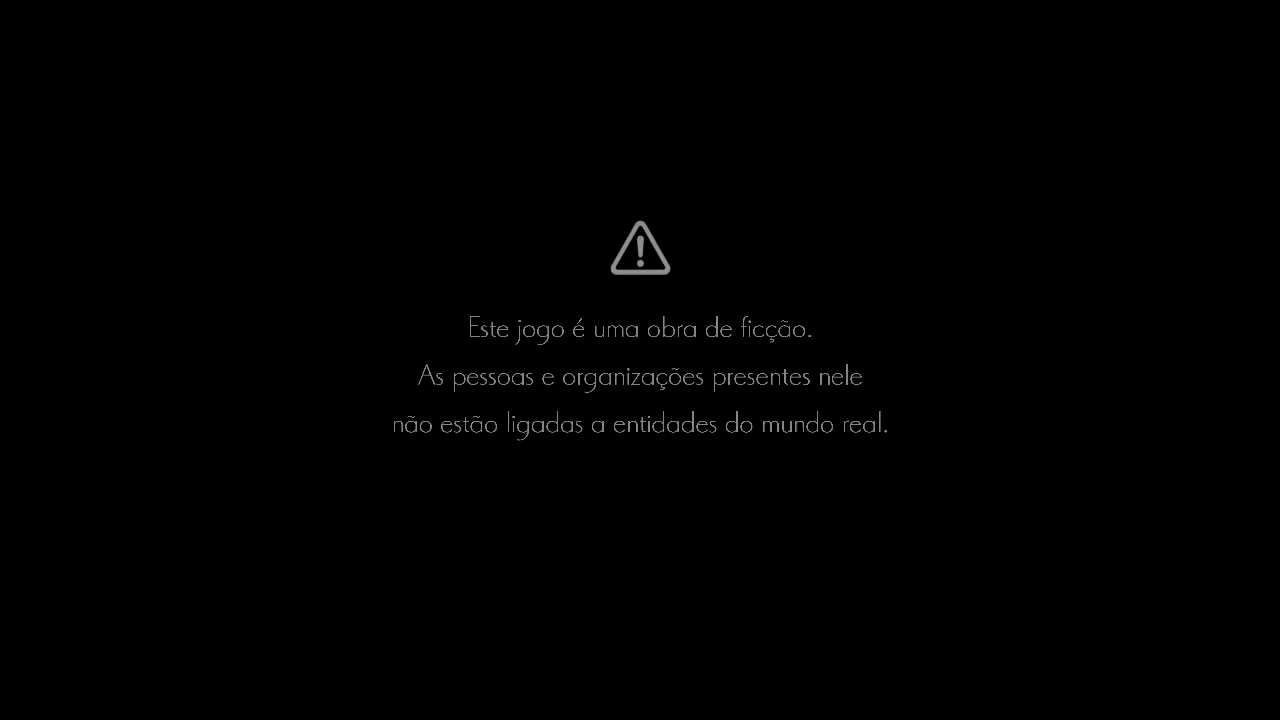 Este jogo é uma obra de ficção.
As pessoas e organizações presentes nele
não estão ligadas a entidades do mundo real.